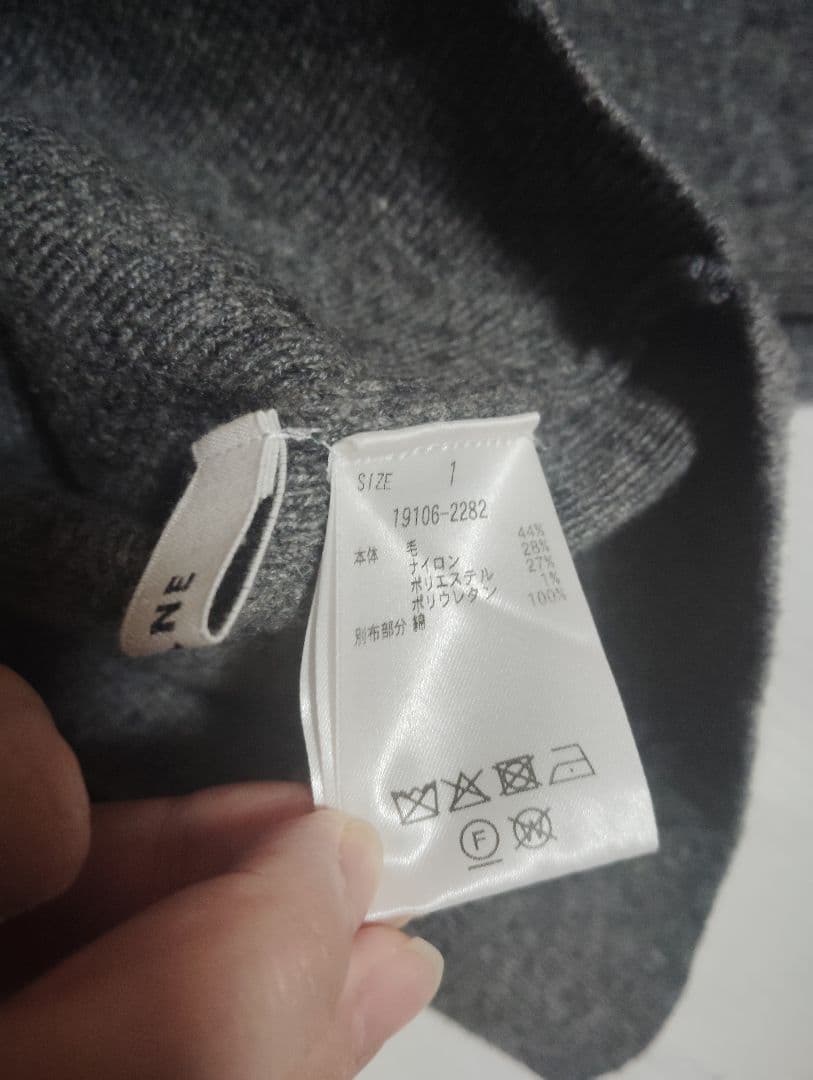 SIZE 1
19106-2282
本体 毛 44%
ナイロン 28%
ポリエステル 27%
ポリウレタン 1%
別布部分 綿 100%
F
W